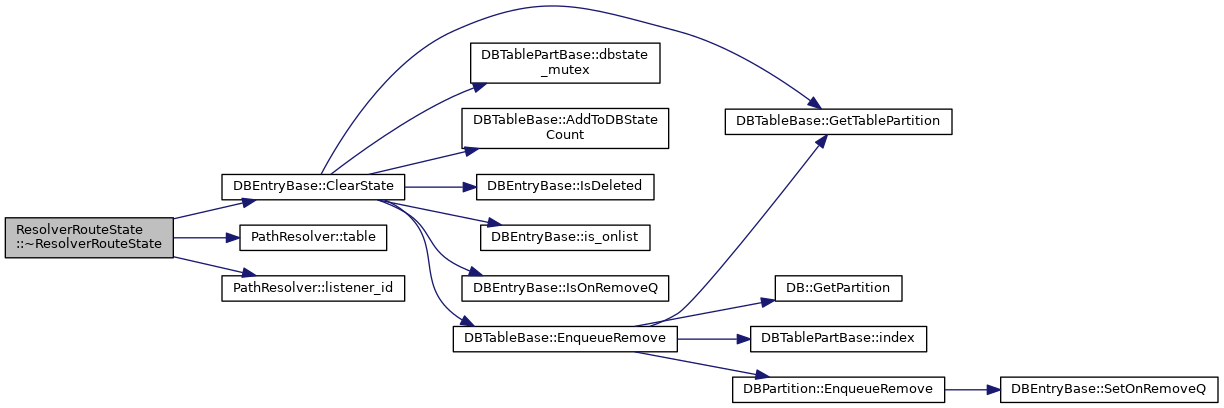 ResolverRouteState
::~ResolverRouteState
DBEntryBase::ClearState
PathResolver::table
PathResolver::listener_id
DBTablePartBase::dbstate
_mutex
DBTableBase::AddToDBState
Count
DBEntryBase::IsDeleted
DBEntryBase::is_onlist
DBEntryBase::IsOnRemoveQ
DBTableBase::EnqueueRemove
DBTableBase::GetTablePartition
DB::GetPartition
DBTablePartBase::index
DBPartition::EnqueueRemove
DBEntryBase::SetOnRemoveQ